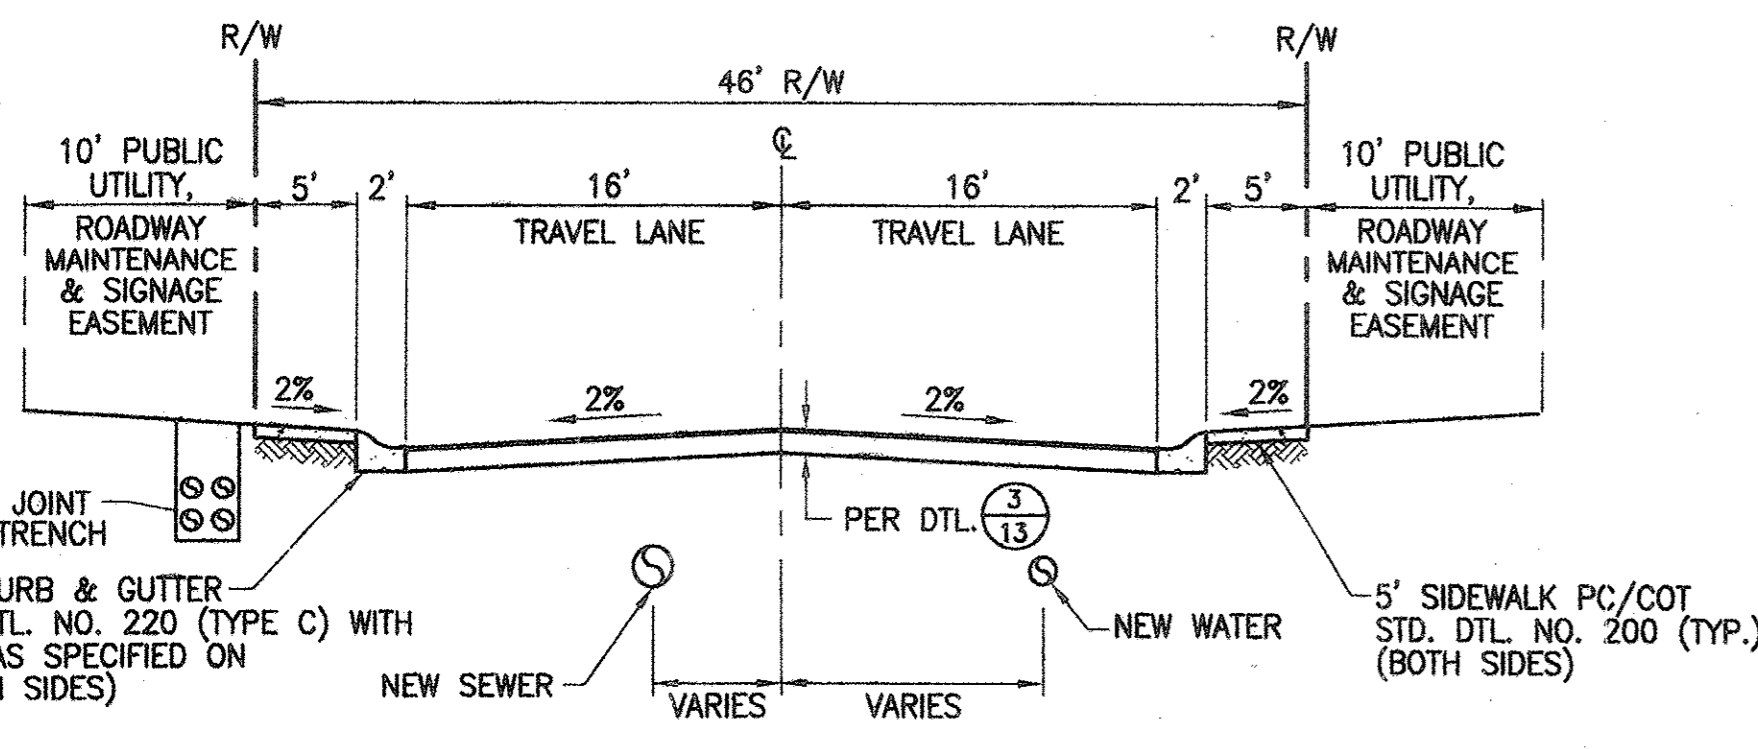 R/W
R/W
46' R/W
℄
10' PUBLIC
UTILITY,
ROADWAY
MAINTENANCE
& SIGNAGE
EASEMENT
5'
2'
16'
TRAVEL LANE
16'
TRAVEL LANE
2'
5'
10' PUBLIC
UTILITY,
ROADWAY
MAINTENANCE
& SIGNAGE
EASEMENT
2%
2%
2%
2%
JOINT
TRENCH
PER DTL.
3
13
URB & GUTTER
TL. NO. 220 (TYPE C) WITH
AS SPECIFIED ON
SIDES)
NEW SEWER
VARIES
VARIES
NEW WATER
5' SIDEWALK PC/COT
STD. DTL. NO. 200 (TYP.)
(BOTH SIDES)